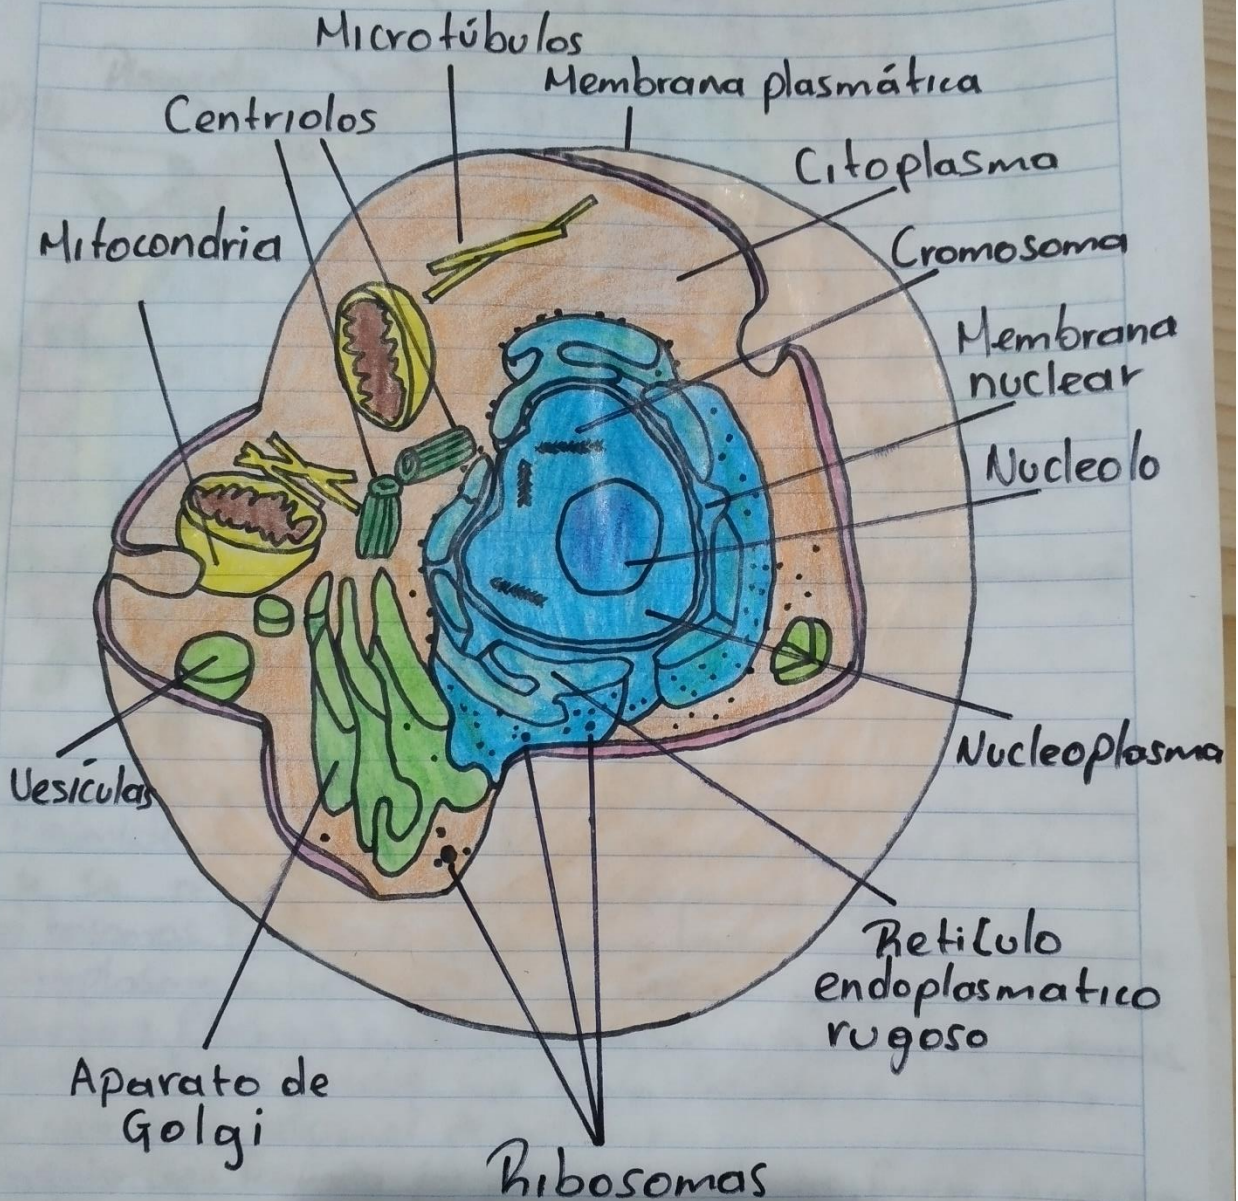 Microtúbulos
Membrana plasmática
Centriolos
Citoplasma
Mitocondria
Cromosoma
Membrana
nuclear
Nucleolo
Nucleoplasma
Vesículas
Retículo
endoplasmatico
rugoso
Aparato de
Golgi
Ribosomas